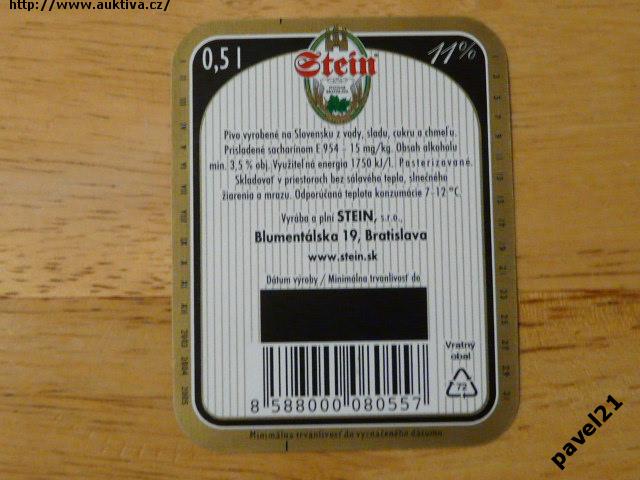 http://www.auktiva.cz/
0,5 l
Stein
11%
Pivo vyrobené na Slovensku z vody, sladu, cukru a chmeľu.
Prisladené sacharínom E 954 - 15 mg/kg. Obsah alkoholu
min. 3,5 % obj. Využiteľná energia 1750 kJ/l. Pasterizované.
Skladovať v priestoroch bez sálavého tepla, slnečného
žiarenia a mrazu. Odporúčaná teplota konzumácie 7-12 °C.
Vyrába a plní STEIN, s.r.o.,
Blumentálska 19, Bratislava
www.stein.sk
Dátum výroby / Minimálna trvanlivosť do
Vratný
obal
72
8 588000 080557
Minimálna trvanlivosť do vyznačeného dátumu
2003 2004 2005
pavel21